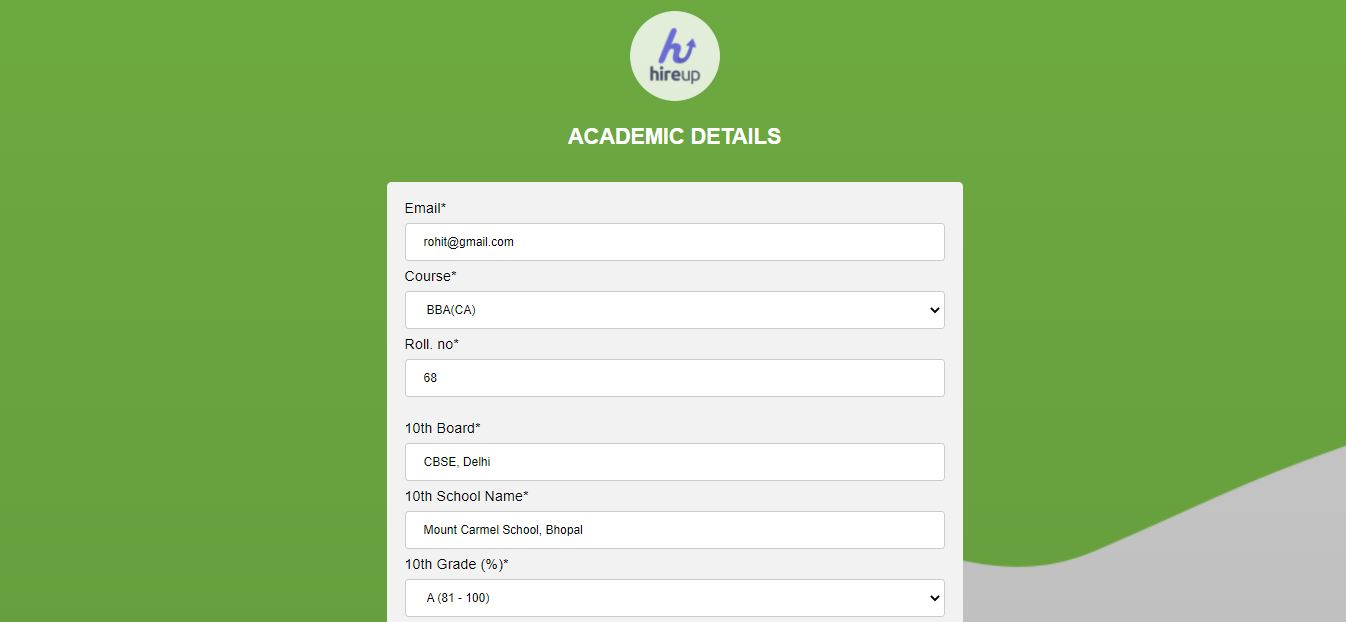 hireup
ACADEMIC DETAILS
Email*
rohit@gmail.com
Course*
BBA(CA)
Roll. no*
68
10th Board*
CBSE, Delhi
10th School Name*
Mount Carmel School, Bhopal
10th Grade (%)*
A (81 - 100)